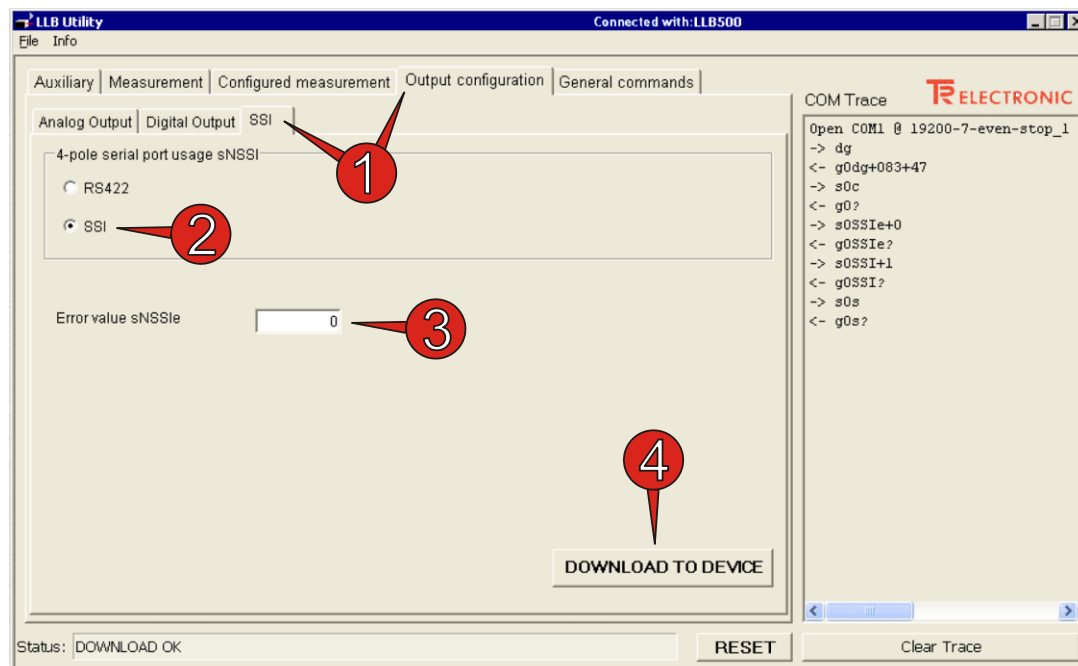 LLB Utility Connected with:LLB500
File Info
Auxiliary Measurement Configured measurement Output configuration General commands
Analog Output Digital Output SSI
4-pole serial port usage sNSSI
RS422
SSI
1
2
Error value sNSSIe 0
3
4
DOWNLOAD TO DEVICE
COM Trace TR ELECTRONIC
Open COM1 @ 19200-7-even-stop_1
-> dg
<- g0dg+083+47
-> s0c
<- g0?
-> s0SSIe+0
<- g0SSIe?
-> s0SSI+1
<- g0SSI?
-> s0s
<- g0s?
Status: DOWNLOAD OK RESET Clear Trace